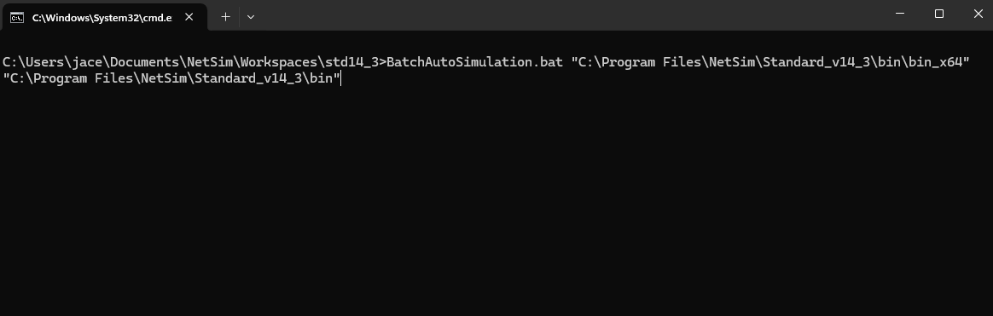 C:\Windows\System32\cmd.e
C:\Users\jace\Documents\NetSim\Workspaces\std14_3>BatchAutoSimulation.bat "C:\Program Files\NetSim\Standard_v14_3\bin\bin_x64"
"C:\Program Files\NetSim\Standard_v14_3\bin"